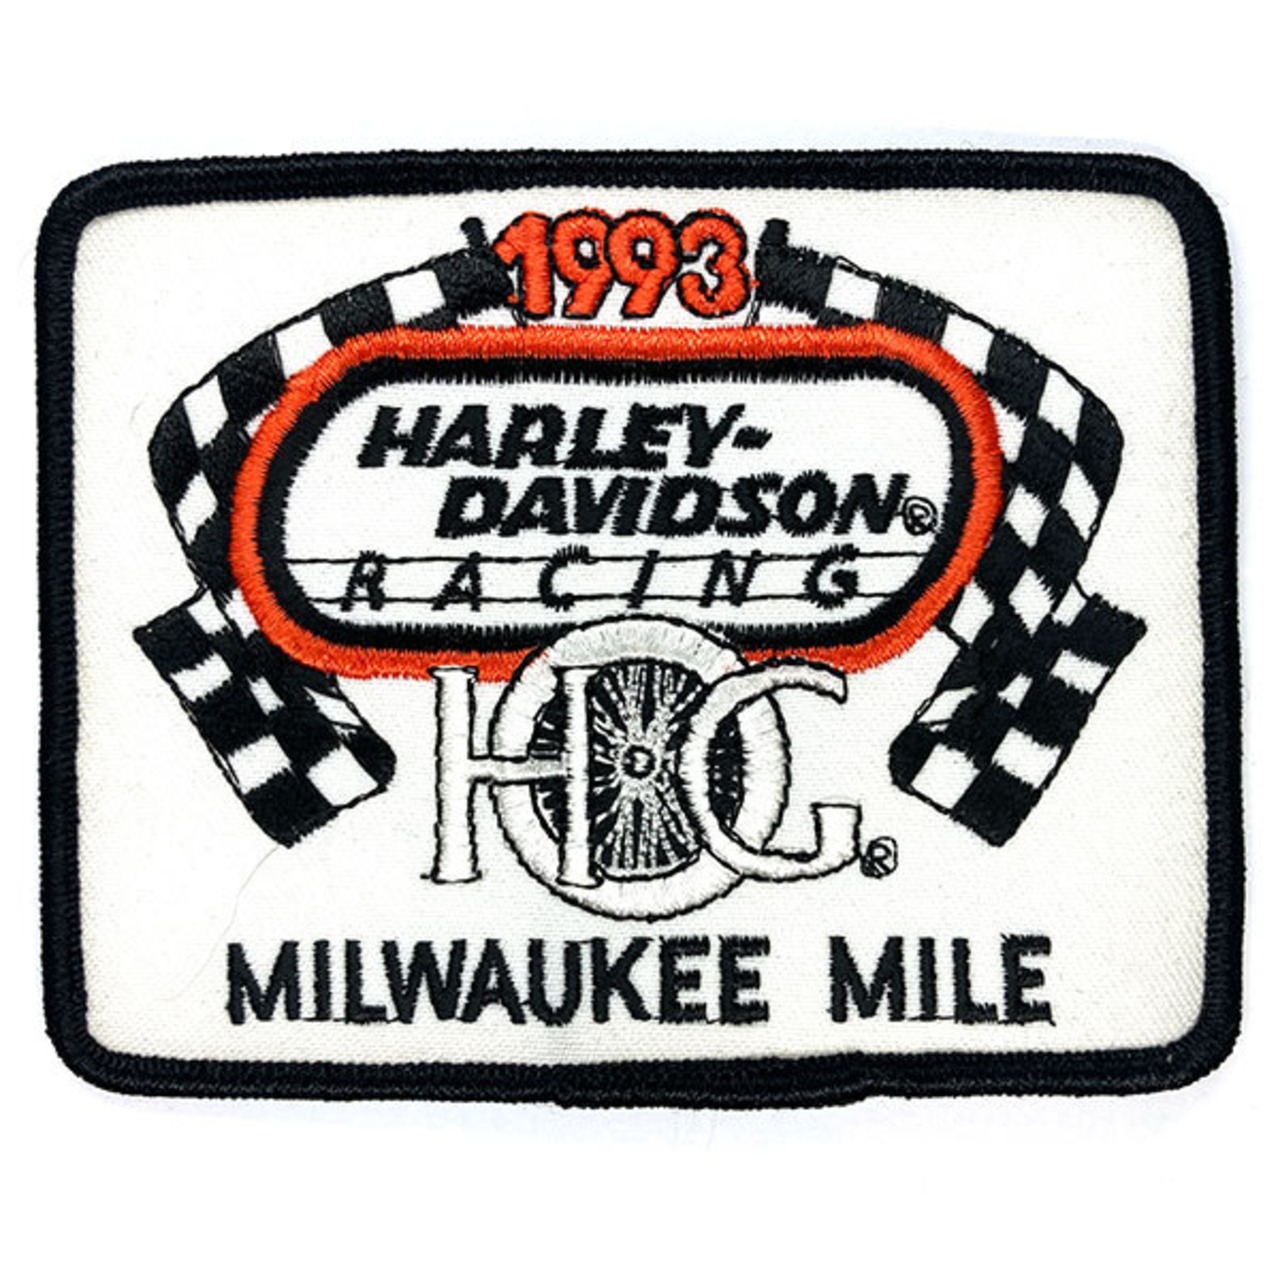 1993
HARLEY-
DAVIDSON®
RACING
HOG®
MILWAUKEE MILE